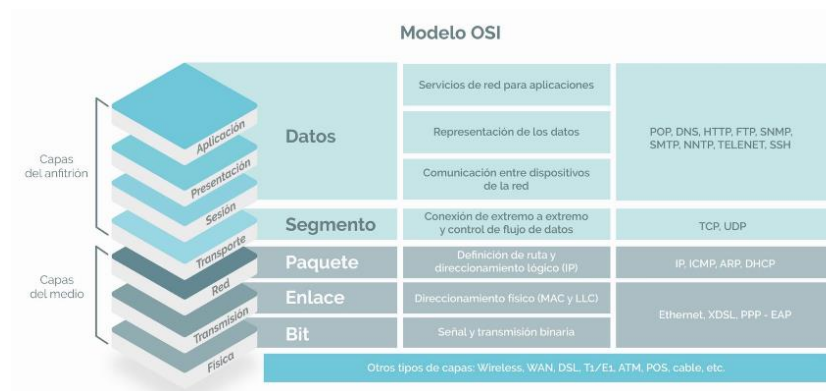 Modelo OSI
Capas
del anfitrión
Capas
del medio
Aplicación
Presentación
Sesión
Transporte
Red
Transmisión
Física
Datos
Servicios de red para aplicaciones
Representación de los datos
Comunicación entre dispositivos
de la red
POP, DNS, HTTP, FTP, SNMP,
SMTP, NNTP, TELENET, SSH
Segmento
Conexión de extremo a extremo
y control de flujo de datos
TCP, UDP
Paquete
Definición de ruta y
direccionamiento lógico (IP)
IP, ICMP, ARP, DHCP
Enlace
Direccionamiento físico (MAC y LLC)
Ethernet, XDSL, PPP - EAP
Bit
Señal y transmisión binaria
Otros tipos de capas: Wireless, WAN, DSL, T1/E1, ATM, POS, cable, etc.